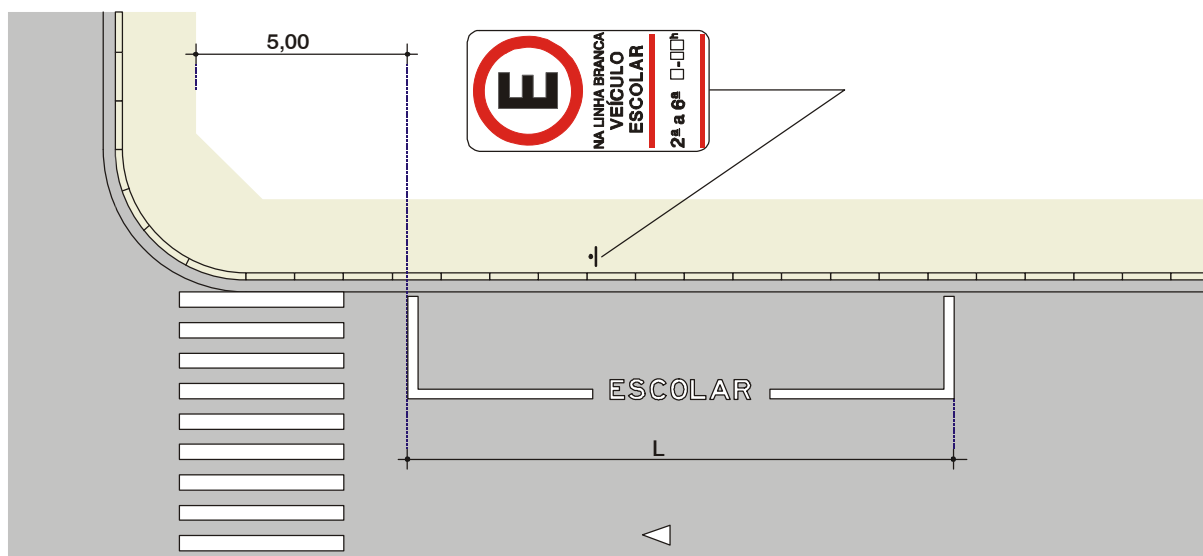 5,00
E
NA LINHA BRANCA
VEÍCULO
ESCOLAR
2ª a 6ª □-□□h
ESCOLAR
L